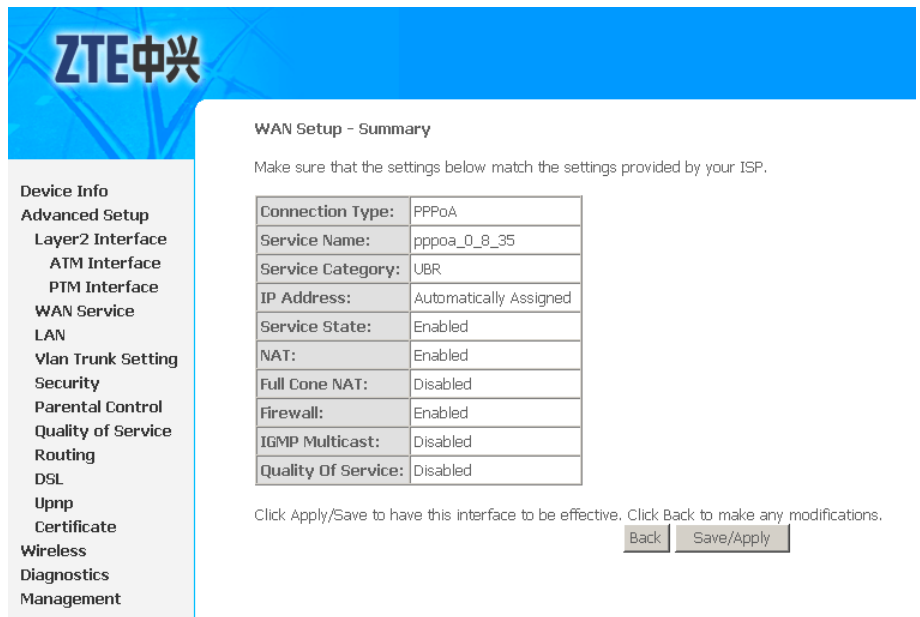 ZTE中兴
Device Info
Advanced Setup
Layer2 Interface
ATM Interface
PTM Interface
WAN Service
LAN
Vlan Trunk Setting
Security
Parental Control
Quality of Service
Routing
DSL
Upnp
Certificate
Wireless
Diagnostics
Management
WAN Setup - Summary
Make sure that the settings below match the settings provided by your ISP.
Connection Type: PPPoA
Service Name: pppoa_0_8_35
Service Category: UBR
IP Address: Automatically Assigned
Service State: Enabled
NAT: Enabled
Full Cone NAT: Disabled
Firewall: Enabled
IGMP Multicast: Disabled
Quality Of Service: Disabled
Click Apply/Save to have this interface to be effective. Click Back to make any modifications.
Back Save/Apply